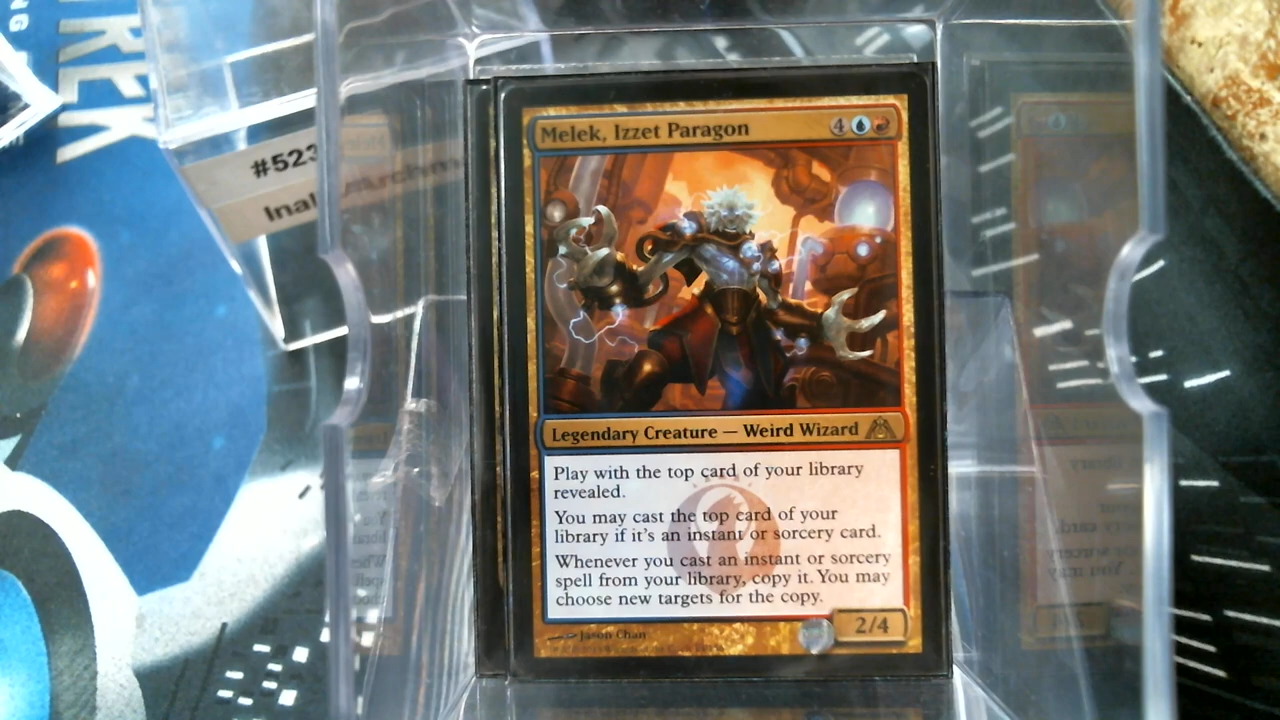 TREK
#523
Inal
Archm
Melek, Izzet Paragon
4
Legendary Creature — Weird Wizard
Play with the top card of your library
revealed.
You may cast the top card of your
library if it's an instant or sorcery card.
Whenever you cast an instant or sorcery
spell from your library, copy it. You may
choose new targets for the copy.
2/4
Jason Chan